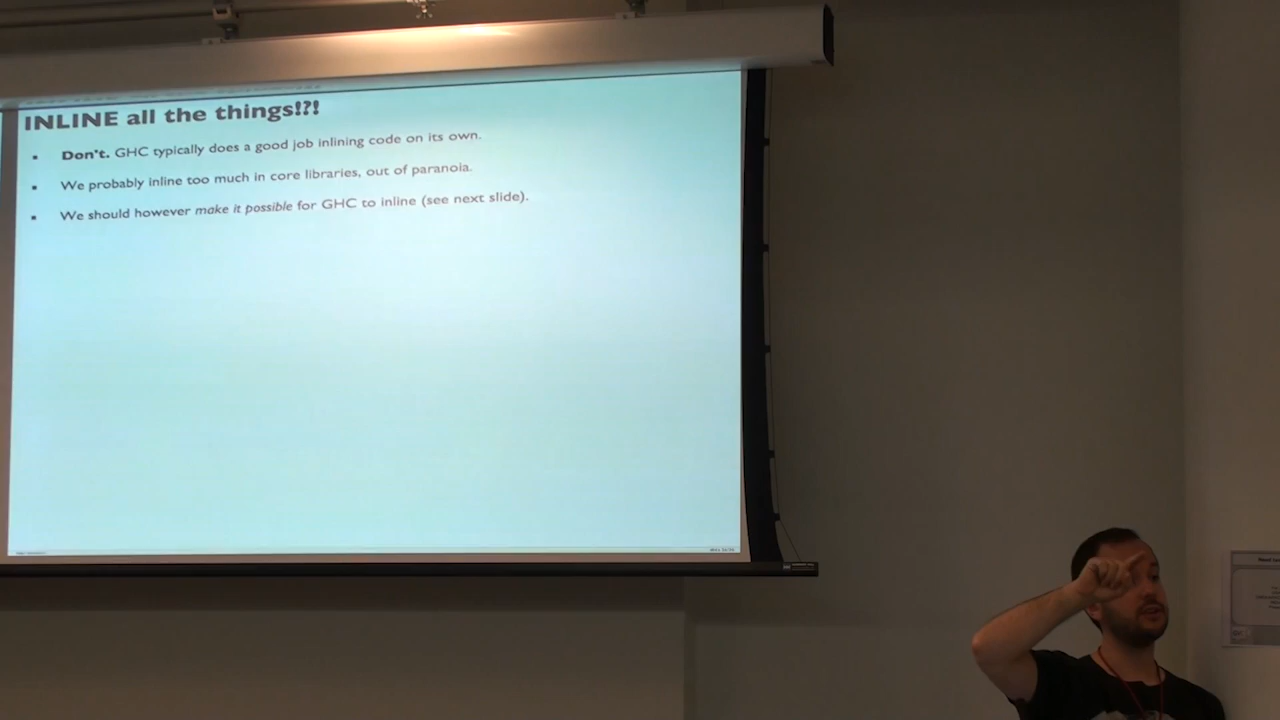 INLINE all the things!?!
▪ Don't. GHC typically does a good job inlining code on its own.
▪ We probably inline too much in core libraries, out of paranoia.
▪ We should however make it possible for GHC to inline (see next slide).